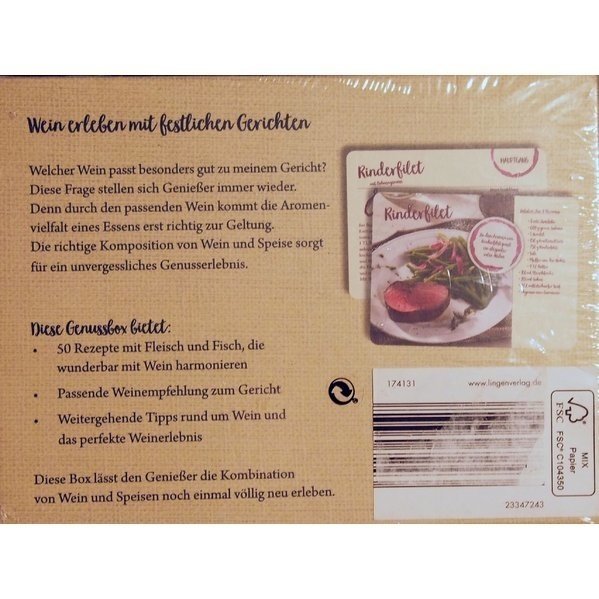 Wein erleben mit festlichen Gerichten
Welcher Wein passt besonders gut zu meinem Gericht?
Diese Frage stellen sich Genießer immer wieder.
Denn durch den passenden Wein kommt die Aromen-
vielfalt eines Essens erst richtig zur Geltung.
Die richtige Komposition von Wein und Speise sorgt
für ein unvergessliches Genusserlebnis.
Diese Genussbox bietet:
• 50 Rezepte mit Fleisch und Fisch, die
wunderbar mit Wein harmonieren
• Passende Weinempfehlung zum Gericht
• Weitergehende Tipps rund um Wein und
das perfekte Weinerlebnis
Diese Box lässt den Genießer die Kombination
von Wein und Speisen noch einmal völlig neu erleben.
Rinderfilet
HAUPTGANG
Rinderfilet
174131
www.lingenverlag.de
23347243
FSC
MIX
Papier
FSC® C104350